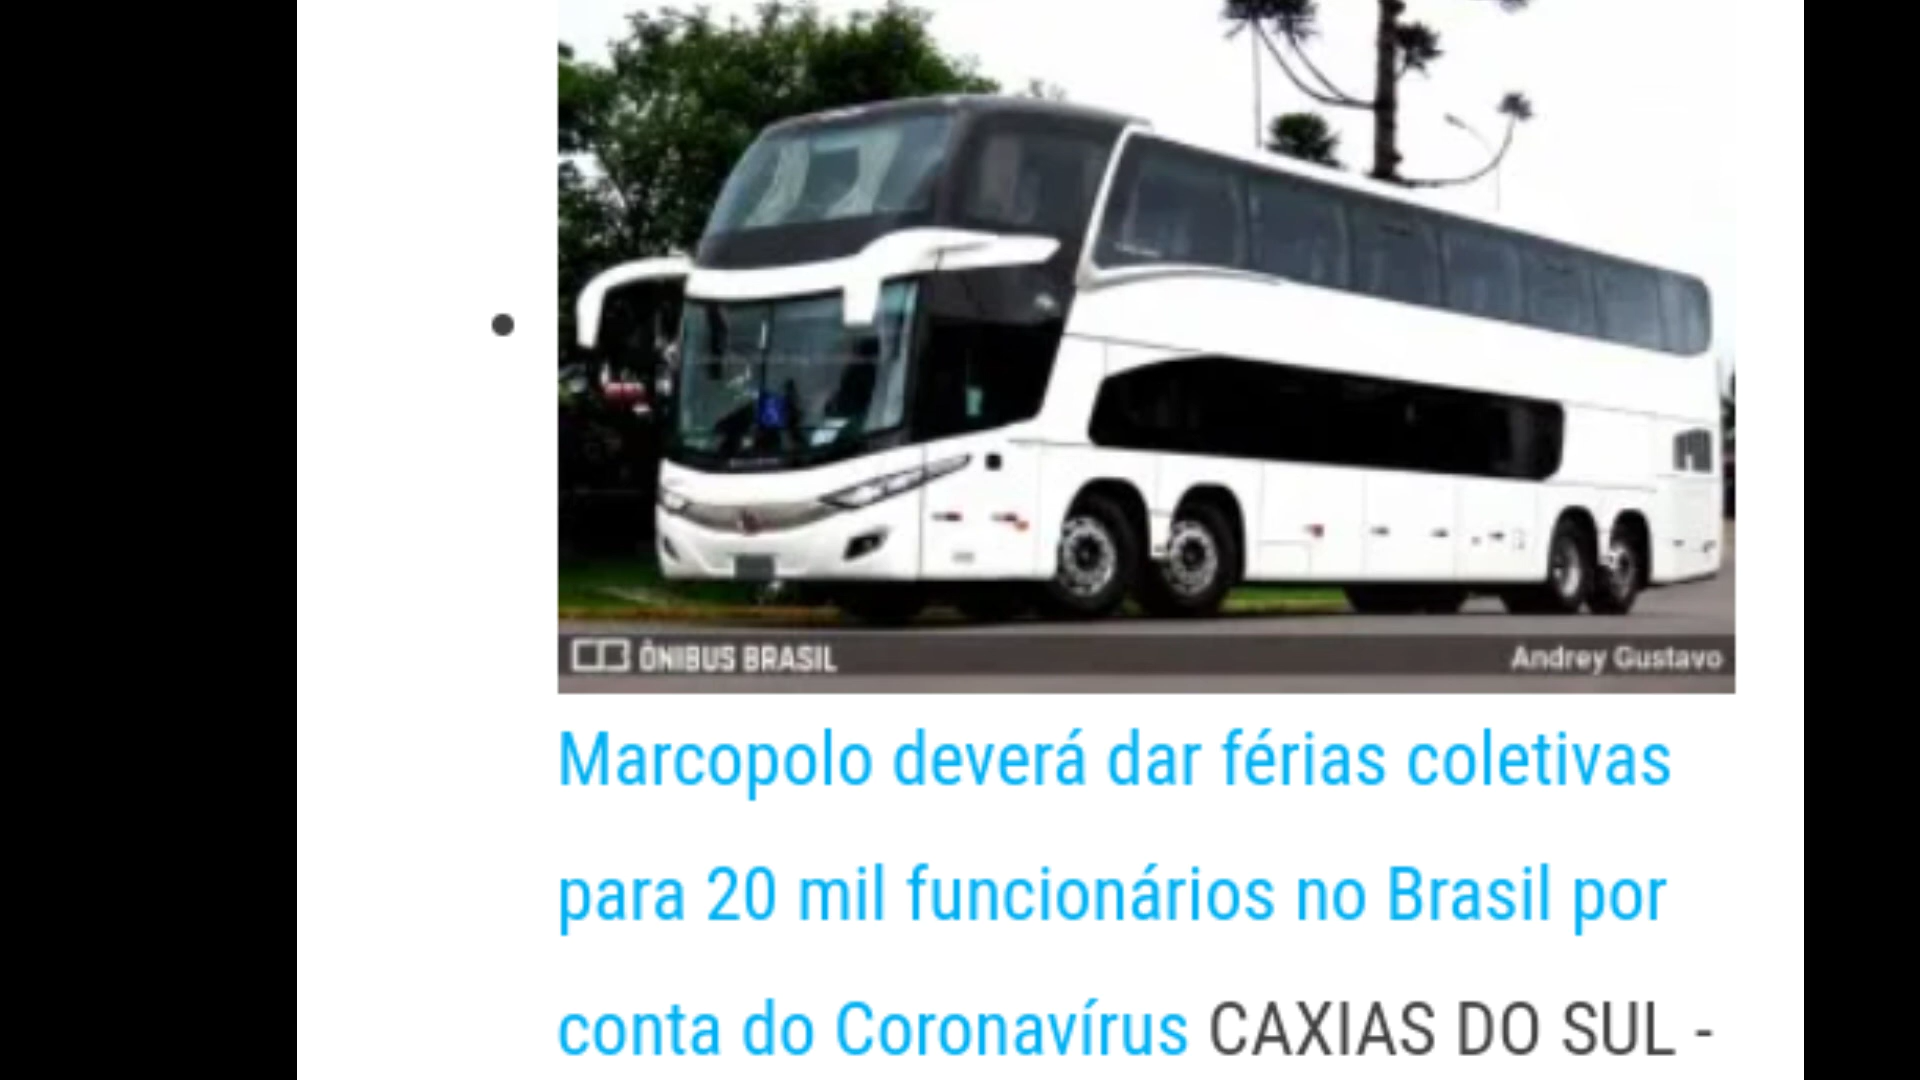 ÔNIBUS BRASIL
Andrey Gustavo
Marcopolo deverá dar férias coletivas
para 20 mil funcionários no Brasil por
conta do Coronavírus CAXIAS DO SUL -